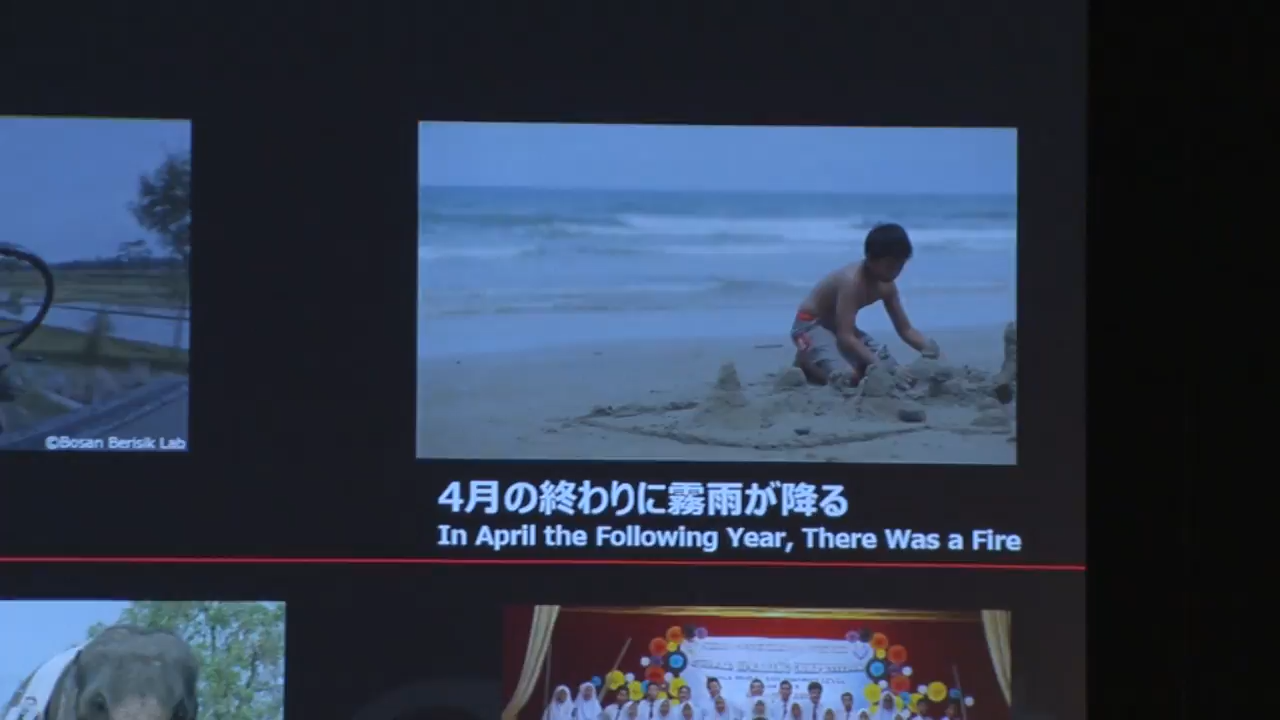 ©Bosan Berisik Lab
4月の終わりに霧雨が降る
In April the Following Year, There Was a Fire